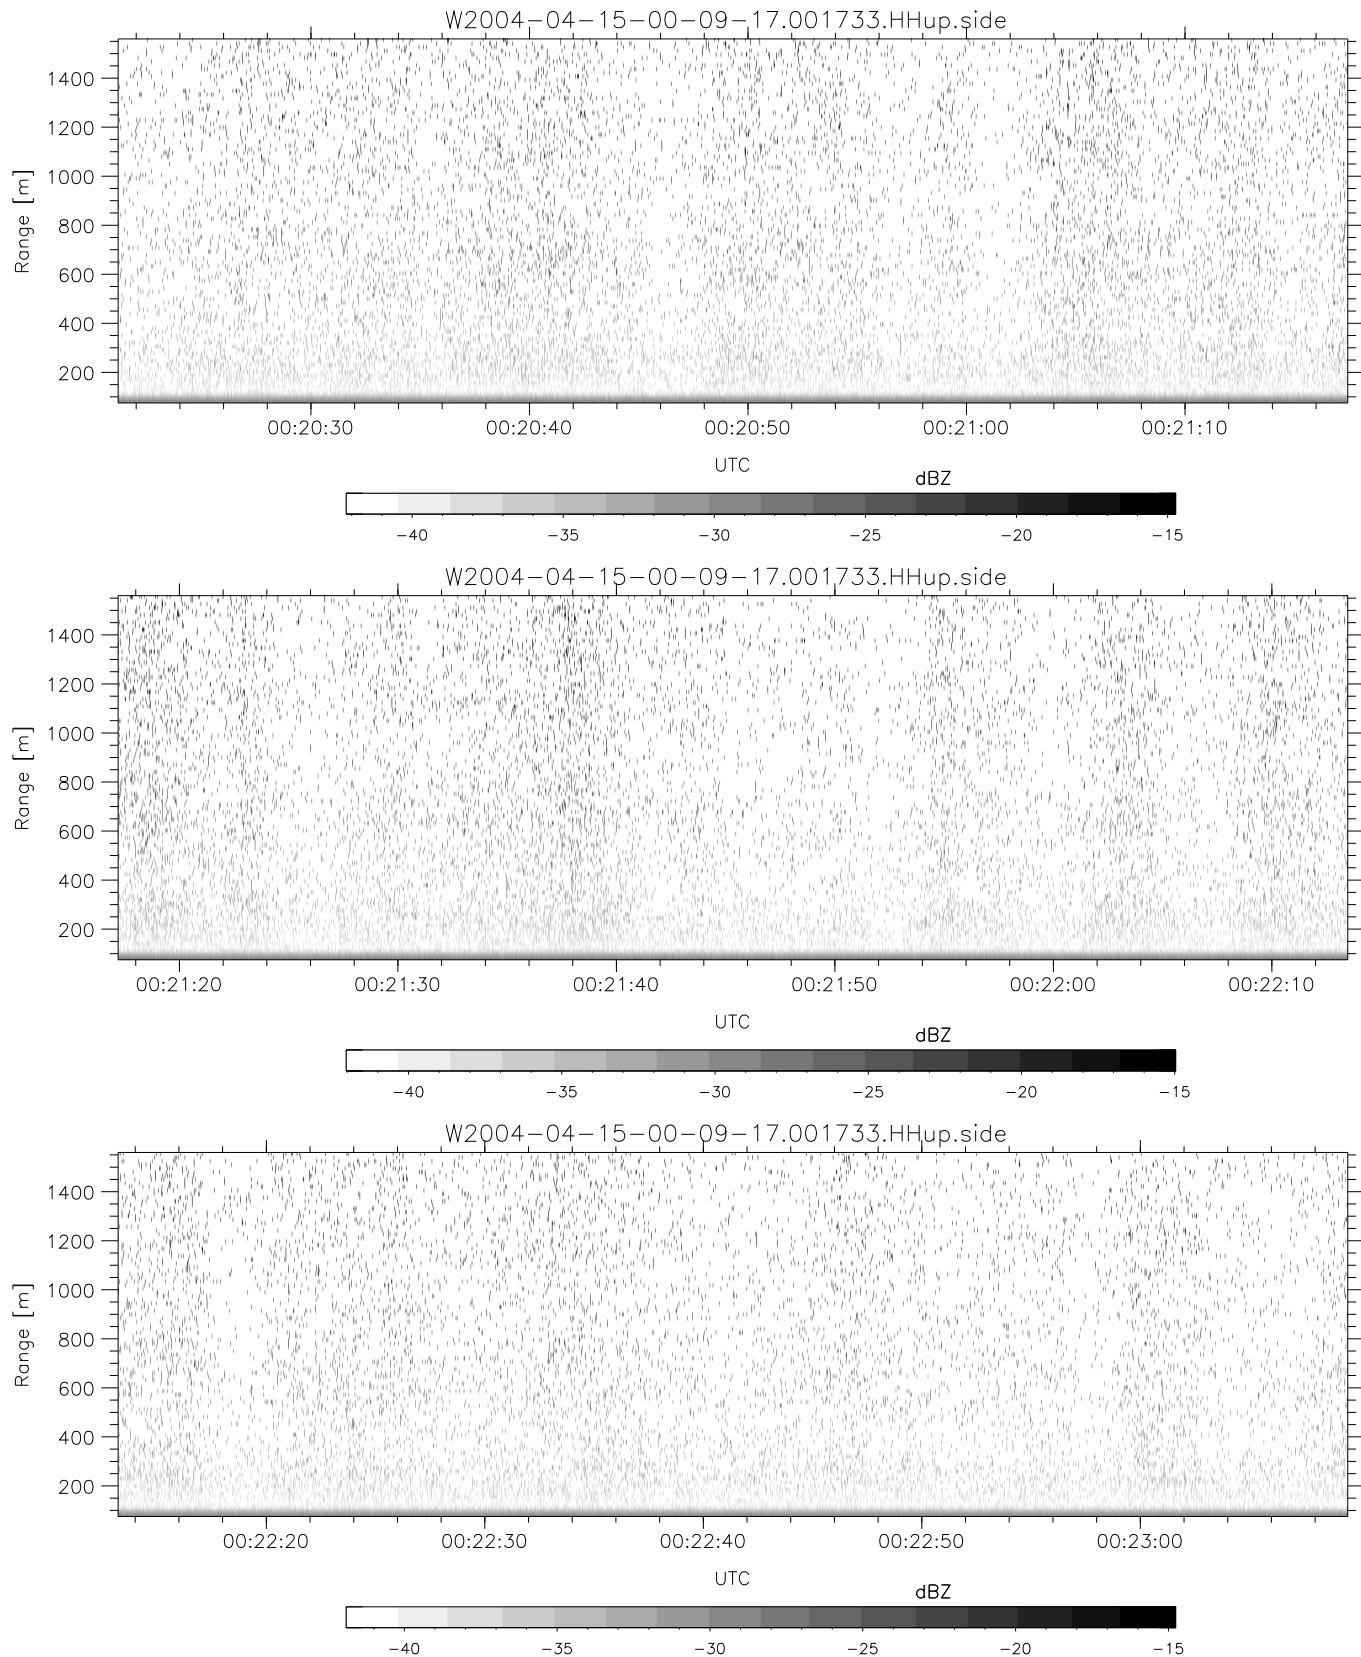 W2004-04-15-00-09-17.001733.HHup.side
1400
1200
1000
800
600
400
200
Range [m]
00:20:30 00:20:40 00:20:50 00:21:00 00:21:10
UTC
dBZ
-40 -35 -30 -25 -20 -15
W2004-04-15-00-09-17.001733.HHup.side
1400
1200
1000
800
600
400
200
Range [m]
00:21:20 00:21:30 00:21:40 00:21:50 00:22:00 00:22:10
UTC
dBZ
-40 -35 -30 -25 -20 -15
W2004-04-15-00-09-17.001733.HHup.side
1400
1200
1000
800
600
400
200
Range [m]
00:22:20 00:22:30 00:22:40 00:22:50 00:23:00
UTC
dBZ
-40 -35 -30 -25 -20 -15